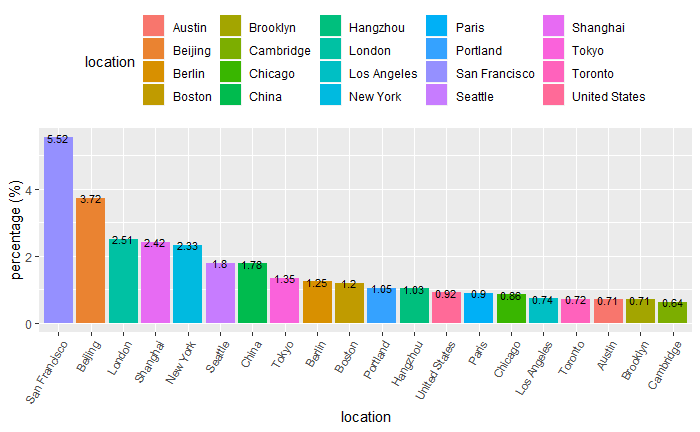 location
Austin Brooklyn Hangzhou Paris Shanghai
Beijing Cambridge London Portland Tokyo
Berlin Chicago Los Angeles San Francisco Toronto
Boston China New York Seattle United States
percentage (%)
4
2
0
5.52 3.72 2.51 2.42 2.33 1.8 1.78 1.35 1.25 1.2 1.05 1.03 0.92 0.9 0.86 0.74 0.72 0.71 0.71 0.64
San Francisco Beijing London Shanghai New York Seattle China Tokyo Berlin Boston Portland Hangzhou United States Paris Chicago Los Angeles Toronto Austin Brooklyn Cambridge
location